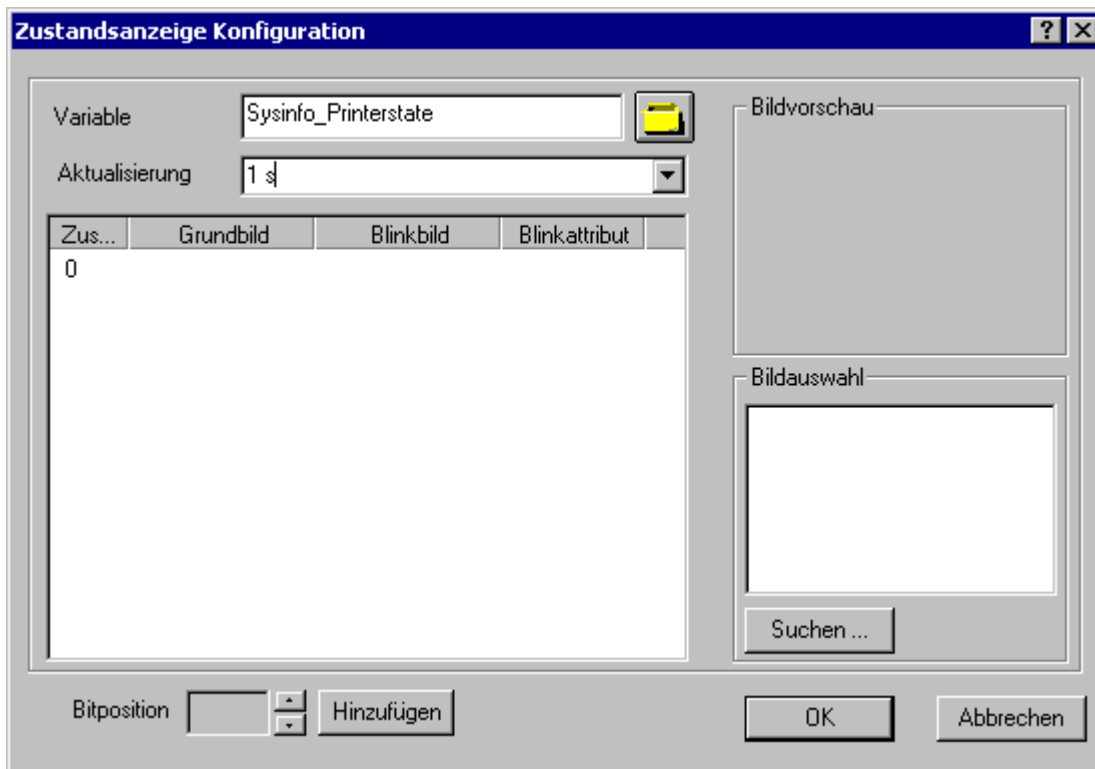 Zustandsanzeige Konfiguration
Variable
Sysinfo_Printerstate
Aktualisierung
1 s
Zus... Grundbild Blinkbild Blinkattribut
0
Bildvorschau
Bildauswahl
Suchen ...
Bitposition
Hinzufügen
OK
Abbrechen